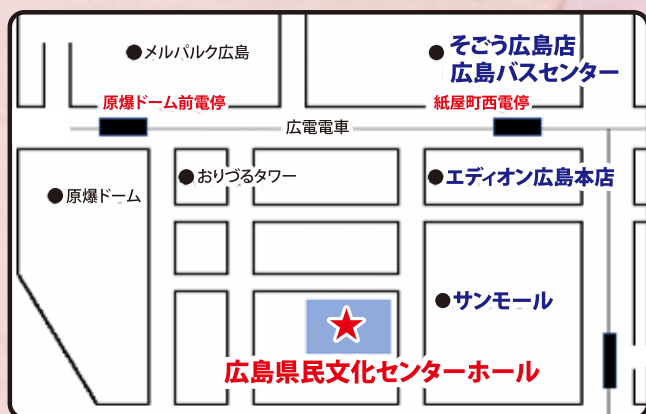 ●メルパルク広島
●そごう広島店
広島バスセンター
原爆ドーム前電停
紙屋町西電停
広電電車
●おりづるタワー
●エディオン広島本店
●原爆ドーム
●サンモール
★
広島県民文化センターホール